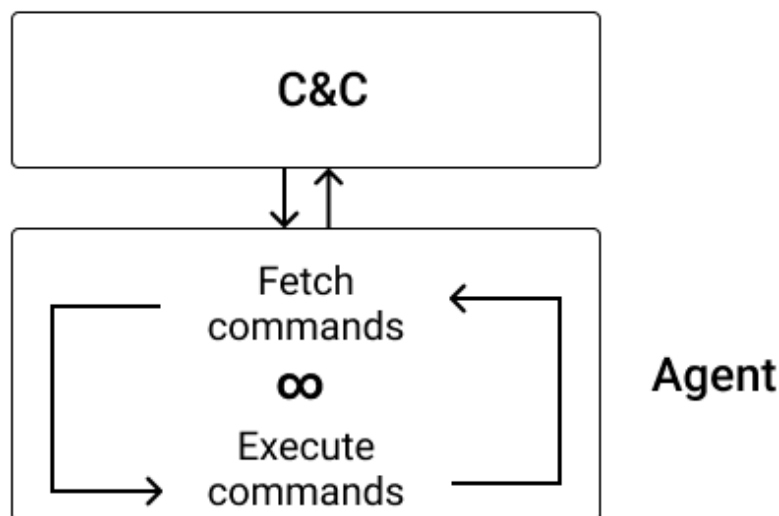 C&C
Fetch
commands
∞
Agent
Execute
commands